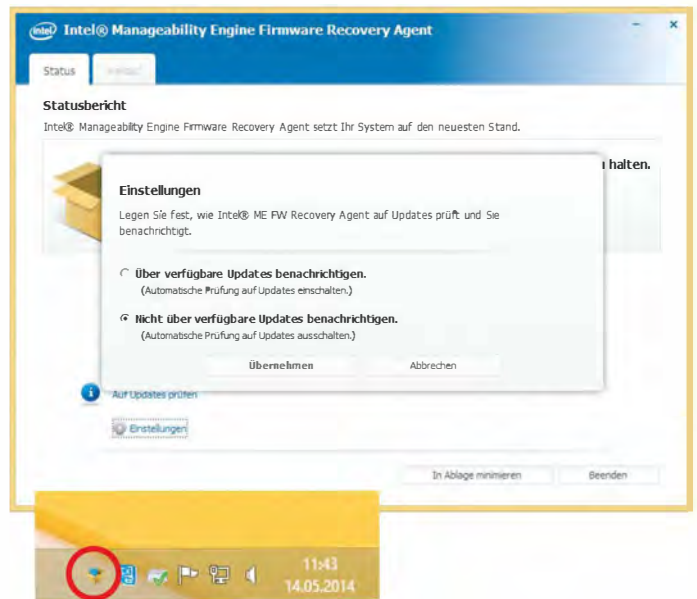 intel Intel® Manageability Engine Firmware Recovery Agent
Status
Statusbericht
Intel® Manageability Engine Firmware Recovery Agent setzt Ihr System auf den neuesten Stand.
halten.
Einstellungen
Legen Sie fest, wie Intel® ME FW Recovery Agent auf Updates prüft und Sie
benachrichtigt.
Über verfügbare Updates benachrichtigen.
(Automatische Prüfung auf Updates einschalten.)
Nicht über verfügbare Updates benachrichtigen.
(Automatische Prüfung auf Updates ausschalten.)
Übernehmen Abbrechen
Auf Updates prüfen
Einstellungen
In Ablage minimieren Beenden
11:43
14.05.2014